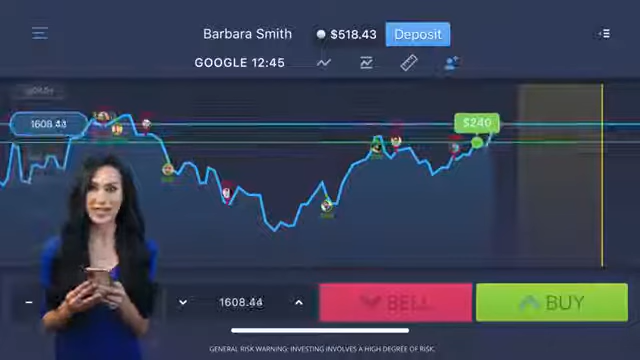 Barbara Smith
$518.43
Deposit
GOOGLE 12:45
1608.44
$240
1608.44
SELL
BUY
GENERAL RISK WARNING: INVESTING INVOLVES A HIGH DEGREE OF RISK.